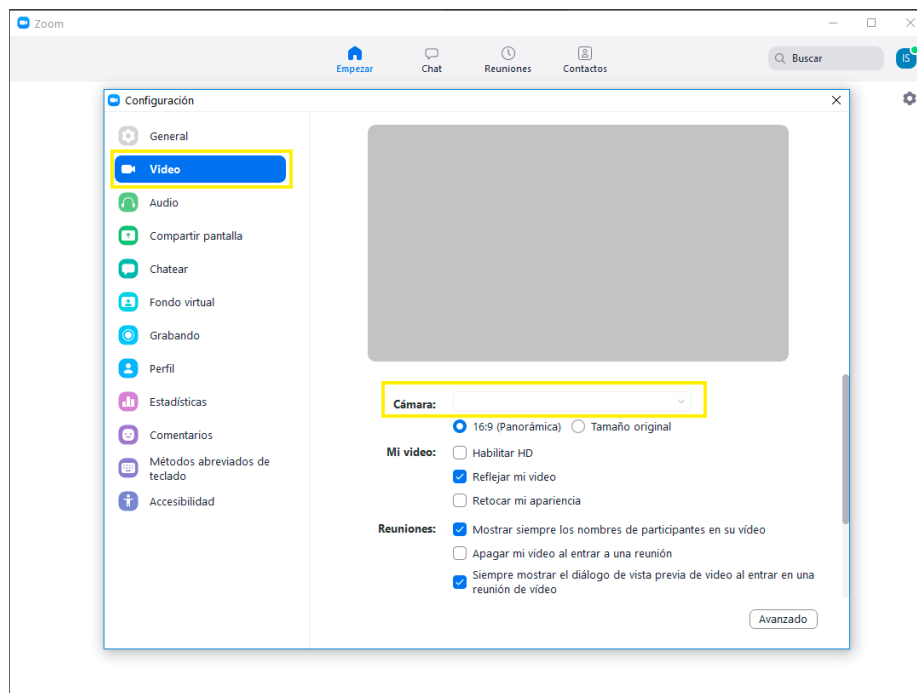 Zoom
Empezar
Chat
Reuniones
Contactos
Buscar
IS
Configuración
General
Video
Audio
Compartir pantalla
Chatear
Fondo virtual
Grabando
Perfil
Estadísticas
Comentarios
Métodos abreviados de
teclado
Accesibilidad
Cámara:
16:9 (Panorámica) Tamaño original
Mi video: Habilitar HD
Reflejar mi video
Retocar mi apariencia
Reuniones: Mostrar siempre los nombres de participantes en su vídeo
Apagar mi video al entrar a una reunión
Siempre mostrar el diálogo de vista previa de video al entrar en una
reunión de vídeo
Avanzado